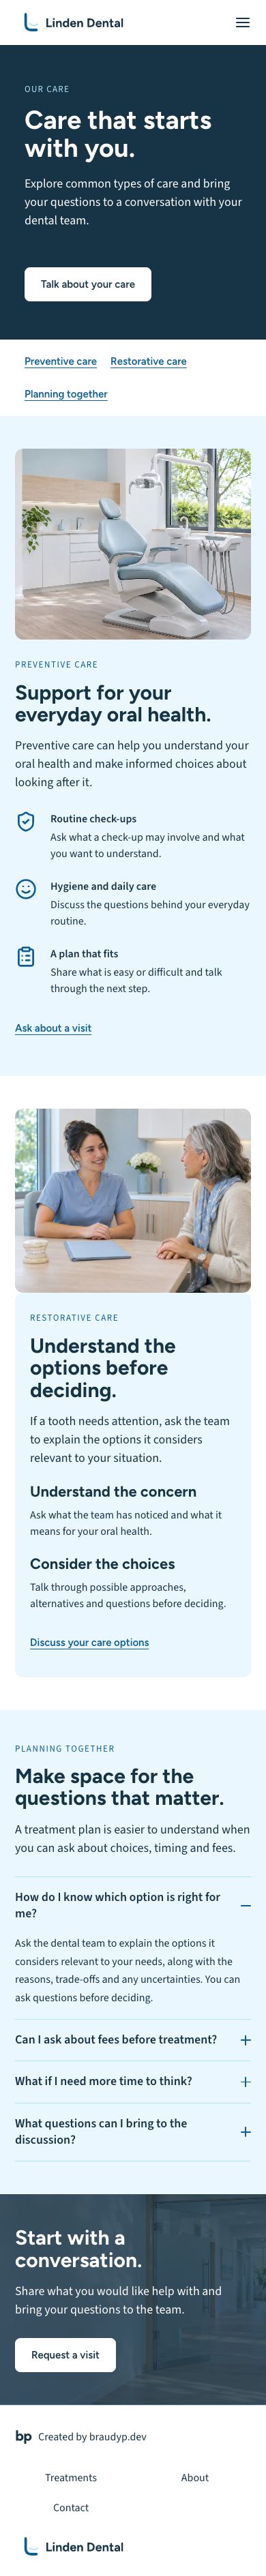 Linden Dental
OUR CARE
Care that starts
with you.
Explore common types of care and bring
your questions to a conversation with your
dental team.
Talk about your care
Preventive care Restorative care
Planning together
PREVENTIVE CARE
Support for your
everyday oral health.
Preventive care can help you understand your
oral health and make informed choices about
looking after it.
Routine check-ups
Ask what a check-up may involve and what
you want to understand.
Hygiene and daily care
Discuss the questions behind your everyday
routine.
A plan that fits
Share what is easy or difficult and talk
through the next step.
Ask about a visit
RESTORATIVE CARE
Understand the
options before
deciding.
If a tooth needs attention, ask the team
to explain the options it considers
relevant to your situation.
Understand the concern
Ask what the team has noticed and what it
means for your oral health.
Consider the choices
Talk through possible approaches,
alternatives and questions before deciding.
Discuss your care options
PLANNING TOGETHER
Make space for the
questions that matter.
A treatment plan is easier to understand when
you can ask about choices, timing and fees.
How do I know which option is right for
me?
Ask the dental team to explain the options it
considers relevant to your needs, along with the
reasons, trade-offs and any uncertainties. You can
ask questions before deciding.
Can I ask about fees before treatment?
What if I need more time to think?
What questions can I bring to the
discussion?
Start with a
conversation.
Share what you would like help with and
bring your questions to the team.
Request a visit
bp Created by braudyp.dev
Treatments About
Contact
Linden Dental